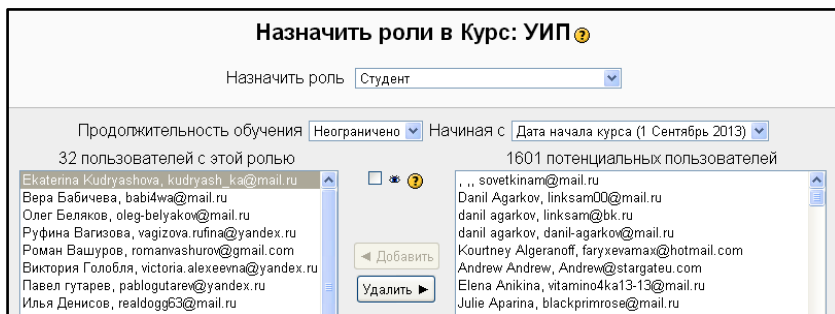 Назначить роли в Курс: УИП
Назначить роль Студент
Продолжительность обучения Неограничено Начиная с Дата начала курса (1 Сентябрь 2013)
32 пользователей с этой ролью
1601 потенциальных пользователей
Ekaterina Kudryashova, kudryash_ka@mail.ru
Вера Бабичева, babi4wa@mail.ru
Олег Беляков, oleg-belyakov@mail.ru
Руфина Вагизова, vagizova.rufina@yandex.ru
Роман Вашуров, romanvashurov@gmail.com
Виктория Голобля, victoria.alexeevna@yandex.ru
Павел гутарев, pablogutarev@yandex.ru
Илья Денисов, realdogg63@mail.ru
◄ Добавить
Удалить ►
, ,, sovetkinam@mail.ru
Danil Agarkov, linksam00@mail.ru
danil agarkov, linksam@bk.ru
danil agarkov, danil-agarkov@mail.ru
Kourtney Algeranoff, faryxevamax@hotmail.com
Andrew Andrew, Andrew@stargateu.com
Elena Anikina, vitamino4ka13-13@mail.ru
Julie Aparina, blackprimrose@mail.ru